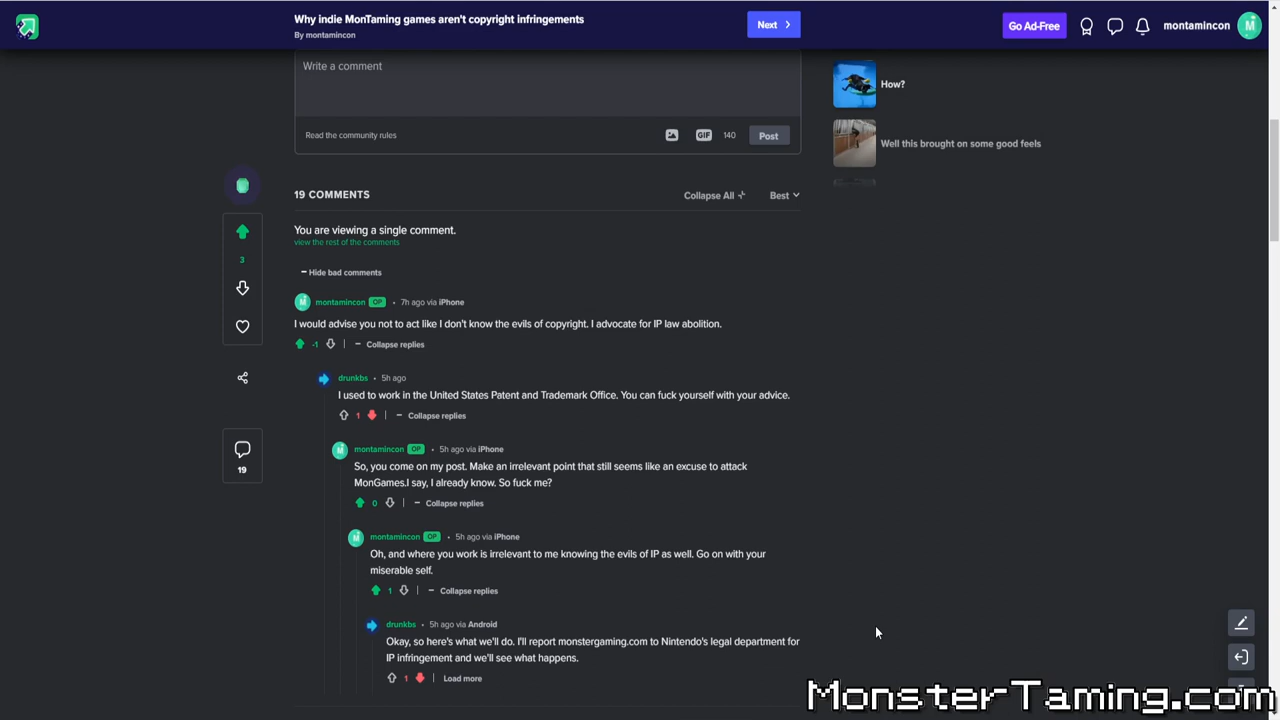 Why indie MonTaming games aren't copyright infringements
By montamincon
Next
Go Ad-Free
montamincon
M
Write a comment
Read the community rules
GIF
140
Post
How?
Well this brought on some good feels
19 COMMENTS
Collapse All
Best
You are viewing a single comment.
view the rest of the comments
3
19
− Hide bad comments
M
montamincon OP • 7h ago via iPhone
I would advise you not to act like I don't know the evils of copyright. I advocate for IP law abolition.
-1 | − Collapse replies
drunkbs • 5h ago
I used to work in the United States Patent and Trademark Office. You can fuck yourself with your advice.
1 | − Collapse replies
M
montamincon OP • 5h ago via iPhone
So, you come on my post. Make an irrelevant point that still seems like an excuse to attack
MonGames.I say, I already know. So fuck me?
0 | − Collapse replies
M
montamincon OP • 5h ago via iPhone
Oh, and where you work is irrelevant to me knowing the evils of IP as well. Go on with your
miserable self.
1 | − Collapse replies
drunkbs • 5h ago via Android
Okay, so here's what we'll do. I'll report monstergaming.com to Nintendo's legal department for
IP infringement and we'll see what happens.
1 | Load more
MonsterTaming.com